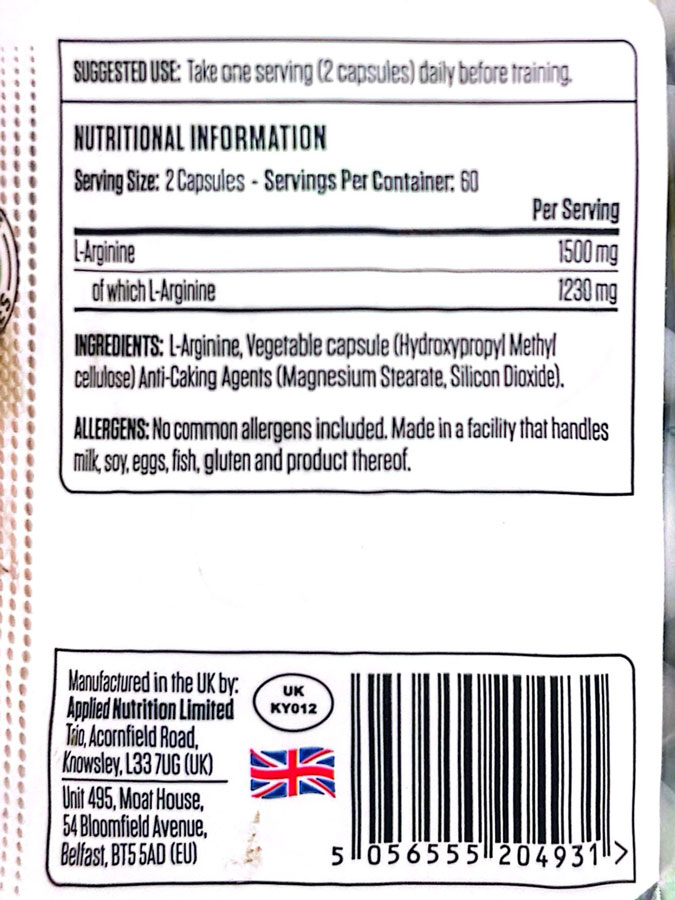 SUGGESTED USE: Take one serving (2 capsules) daily before training.
NUTRITIONAL INFORMATION
Serving Size: 2 Capsules - Servings Per Container: 60
Per Serving
L-Arginine 1500 mg
of which L-Arginine 1230 mg
INGREDIENTS: L-Arginine, Vegetable capsule (Hydroxypropyl Methyl
cellulose) Anti-Caking Agents (Magnesium Stearate, Silicon Dioxide).
ALLERGENS: No common allergens included. Made in a facility that handles
milk, soy, eggs, fish, gluten and product thereof.
Manufactured in the UK by:
Applied Nutrition Limited
Trio, Acornfield Road,
Knowsley, L33 7UG (UK)
Unit 495, Moat House,
54 Bloomfield Avenue,
Belfast, BT5 5AD (EU)
UK
KY012
5 056555 204931 >